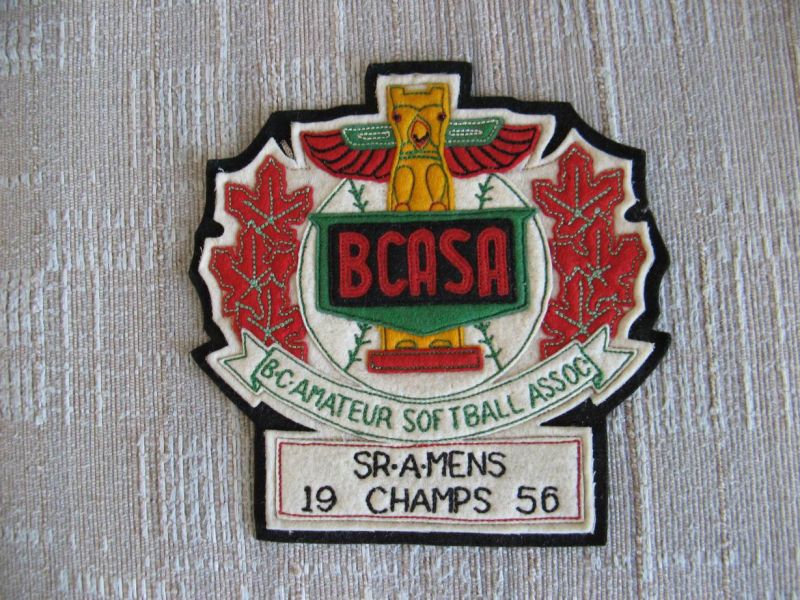 BCASA
B·C·AMATEUR SOFTBALL ASSOC
SR·A·MENS
19 CHAMPS 56